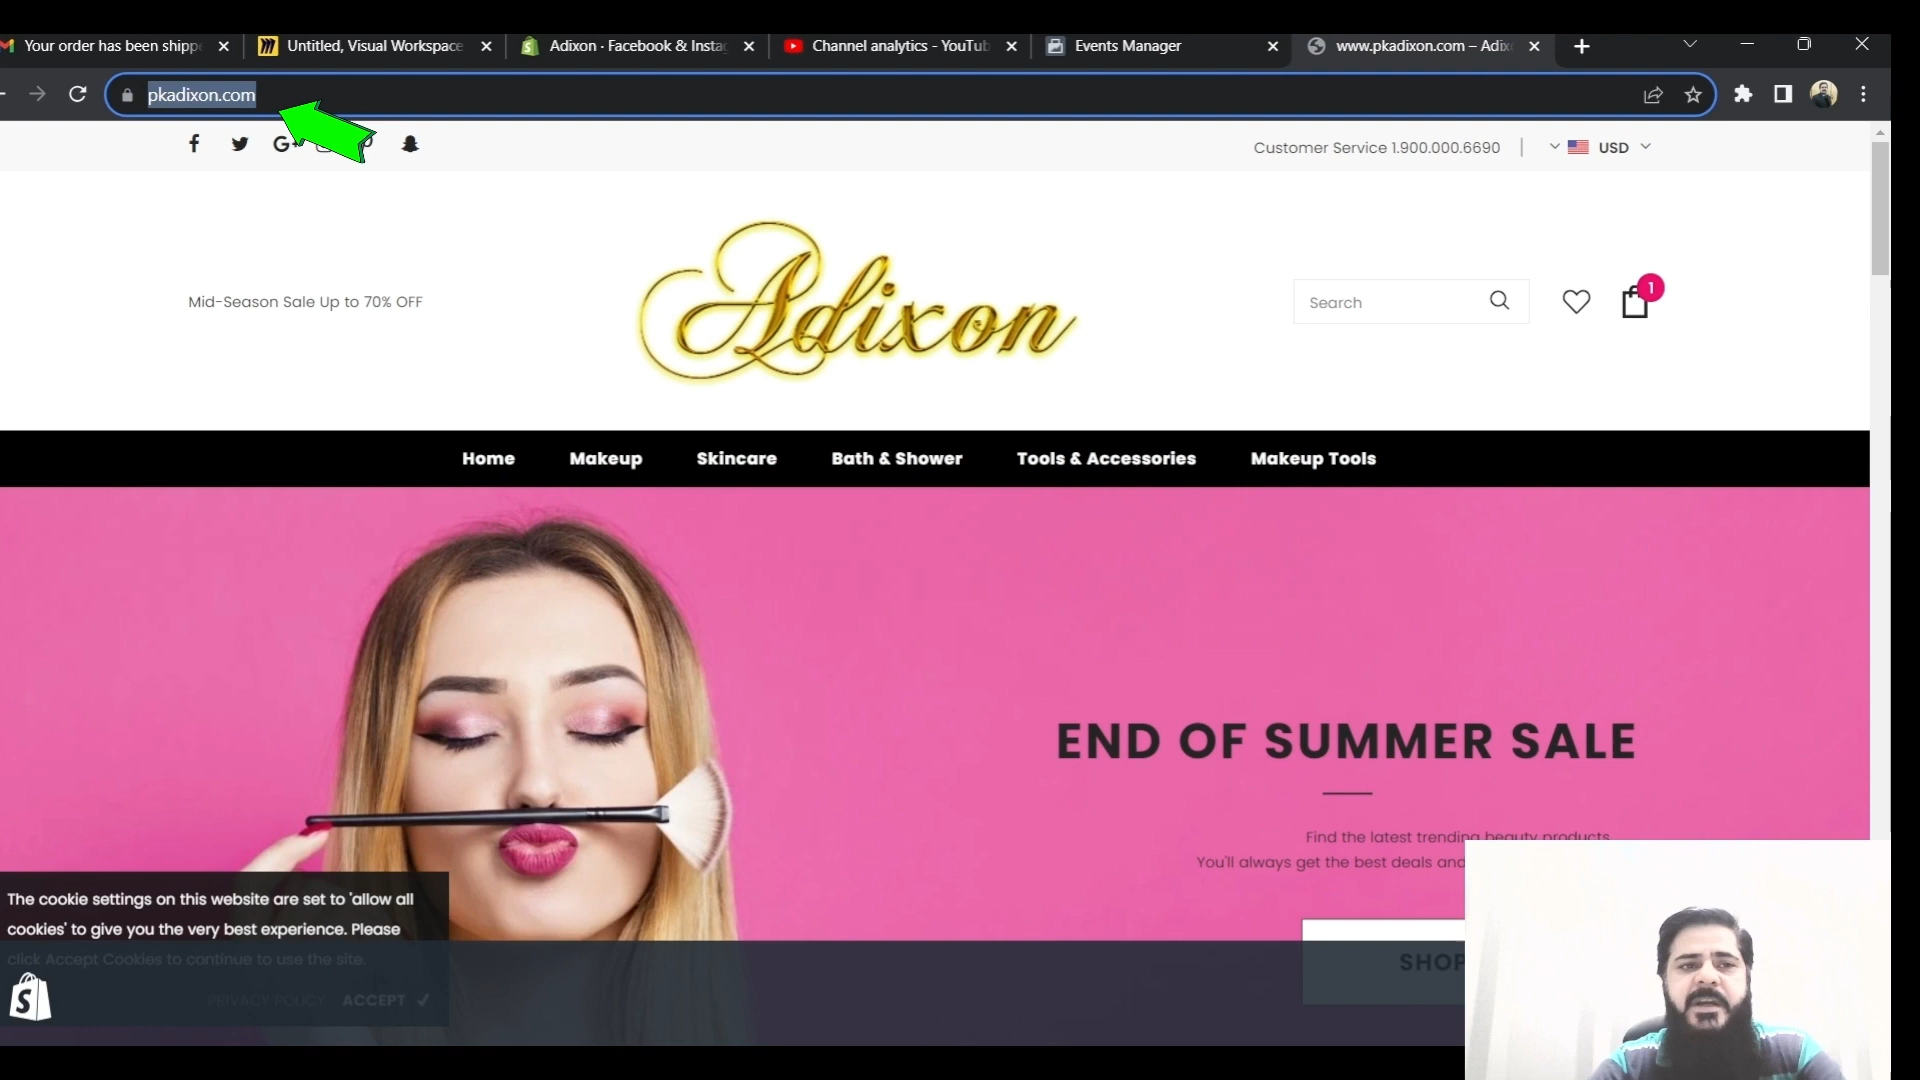 Your order has been shipp
Untitled, Visual Workspace
Adixon · Facebook & Insta
Channel analytics - YouTub
Events Manager
www.pkadixon.com – Adix
pkadixon.com
Customer Service 1.900.000.6690
USD
Mid-Season Sale Up to 70% OFF
Adixon
Search
1
Home Makeup Skincare Bath & Shower Tools & Accessories Makeup Tools
END OF SUMMER SALE
Find the latest trending beauty products
You'll always get the best deals and
SHOP
The cookie settings on this website are set to 'allow all
cookies' to give you the very best experience. Please
click Accept Cookies to continue to use the site.
PRIVACY POLICY ACCEPT ✓